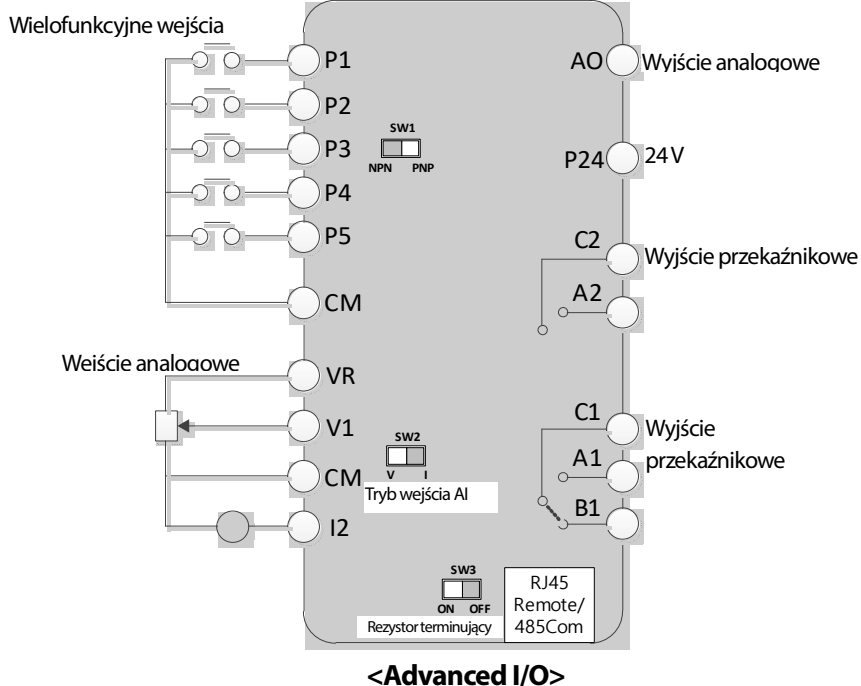 Wielofunkcyjne wejścia
P1
P2
P3
P4
P5
CM
SW1
NPN PNP
AO Wyjście analogowe
P24 24 V
C2
Wyjście przekaźnikowe
A2
Weiście analogowe
VR
V1
CM
I2
SW2
V I
Tryb wejścia AI
C1
Wyjście
przekaźnikowe
A1
B1
SW3
ON OFF
Rezystor terminujący
RJ45
Remote/
485Com
<Advanced I/O>